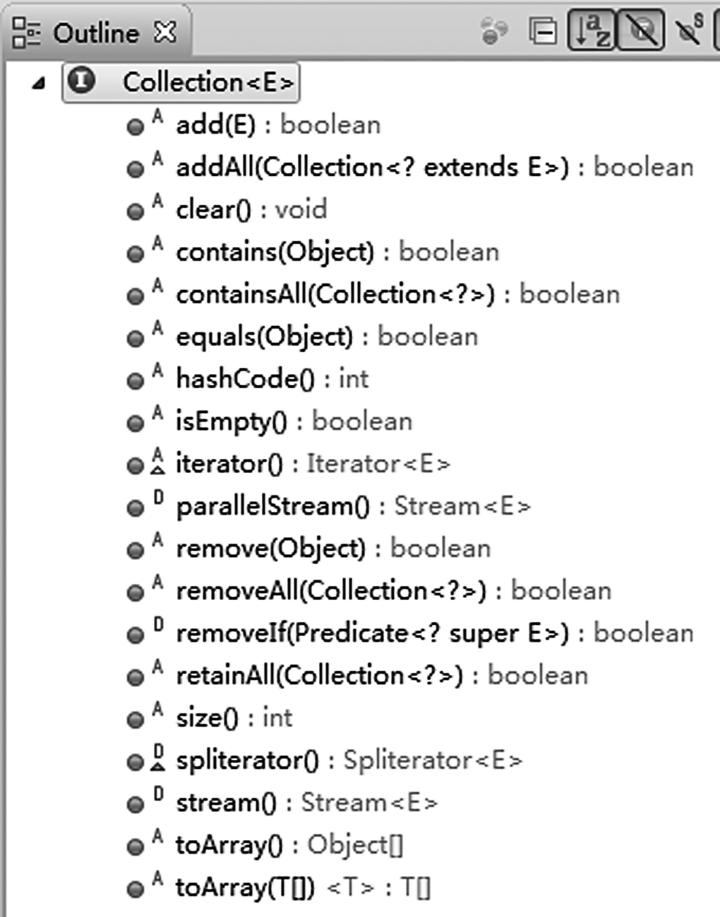 Outline
Collection<E>
A add(E) : boolean
A addAll(Collection<? extends E>) : boolean
A clear() : void
A contains(Object) : boolean
A containsAll(Collection<?>) : boolean
A equals(Object) : boolean
A hashCode() : int
A isEmpty() : boolean
A iterator() : Iterator<E>
D parallelStream() : Stream<E>
A remove(Object) : boolean
A removeAll(Collection<?>) : boolean
D removeIf(Predicate<? super E>) : boolean
A retainAll(Collection<?>) : boolean
A size() : int
D spliterator() : Spliterator<E>
D stream() : Stream<E>
A toArray() : Object[]
A toArray(T[]) <T> : T[]